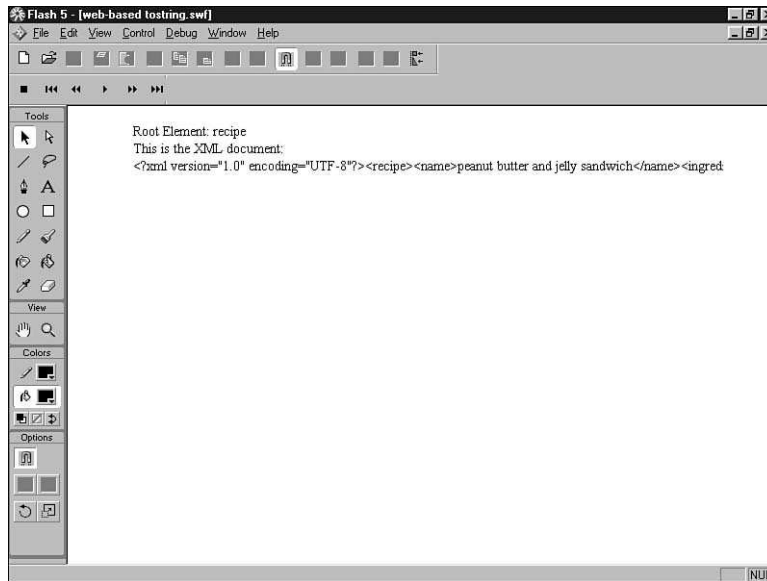 Flash 5 - [web-based tostring.swf]
File Edit View Control Debug Window Help
Tools
Root Element: recipe
This is the XML document:
<?xml version="1.0" encoding="UTF-8"?><recipe><name>peanut butter and jelly sandwich</name><ingred
A
View
Colors
Options
NU